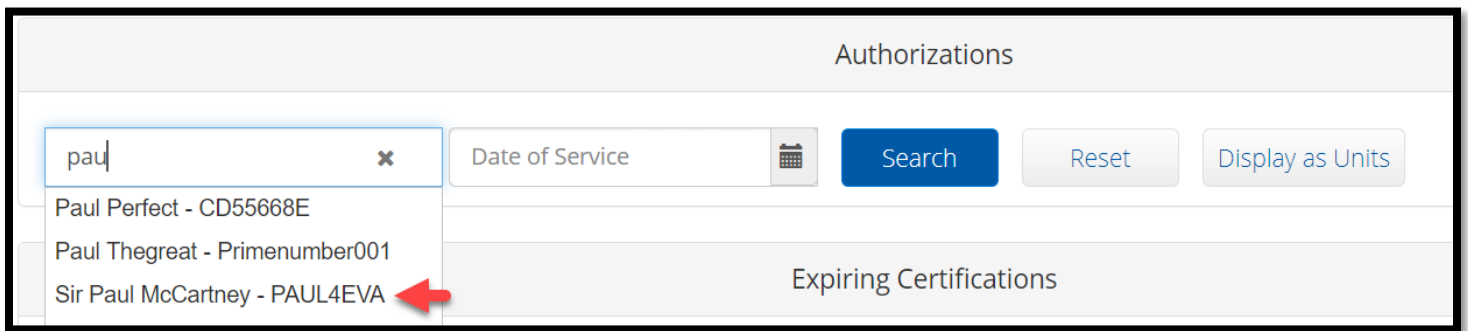 Authorizations
pau
Date of Service
Search
Reset
Display as Units
Paul Perfect - CD55668E
Paul Thegreat - Primenumber001
Sir Paul McCartney - PAUL4EVA
Expiring Certifications